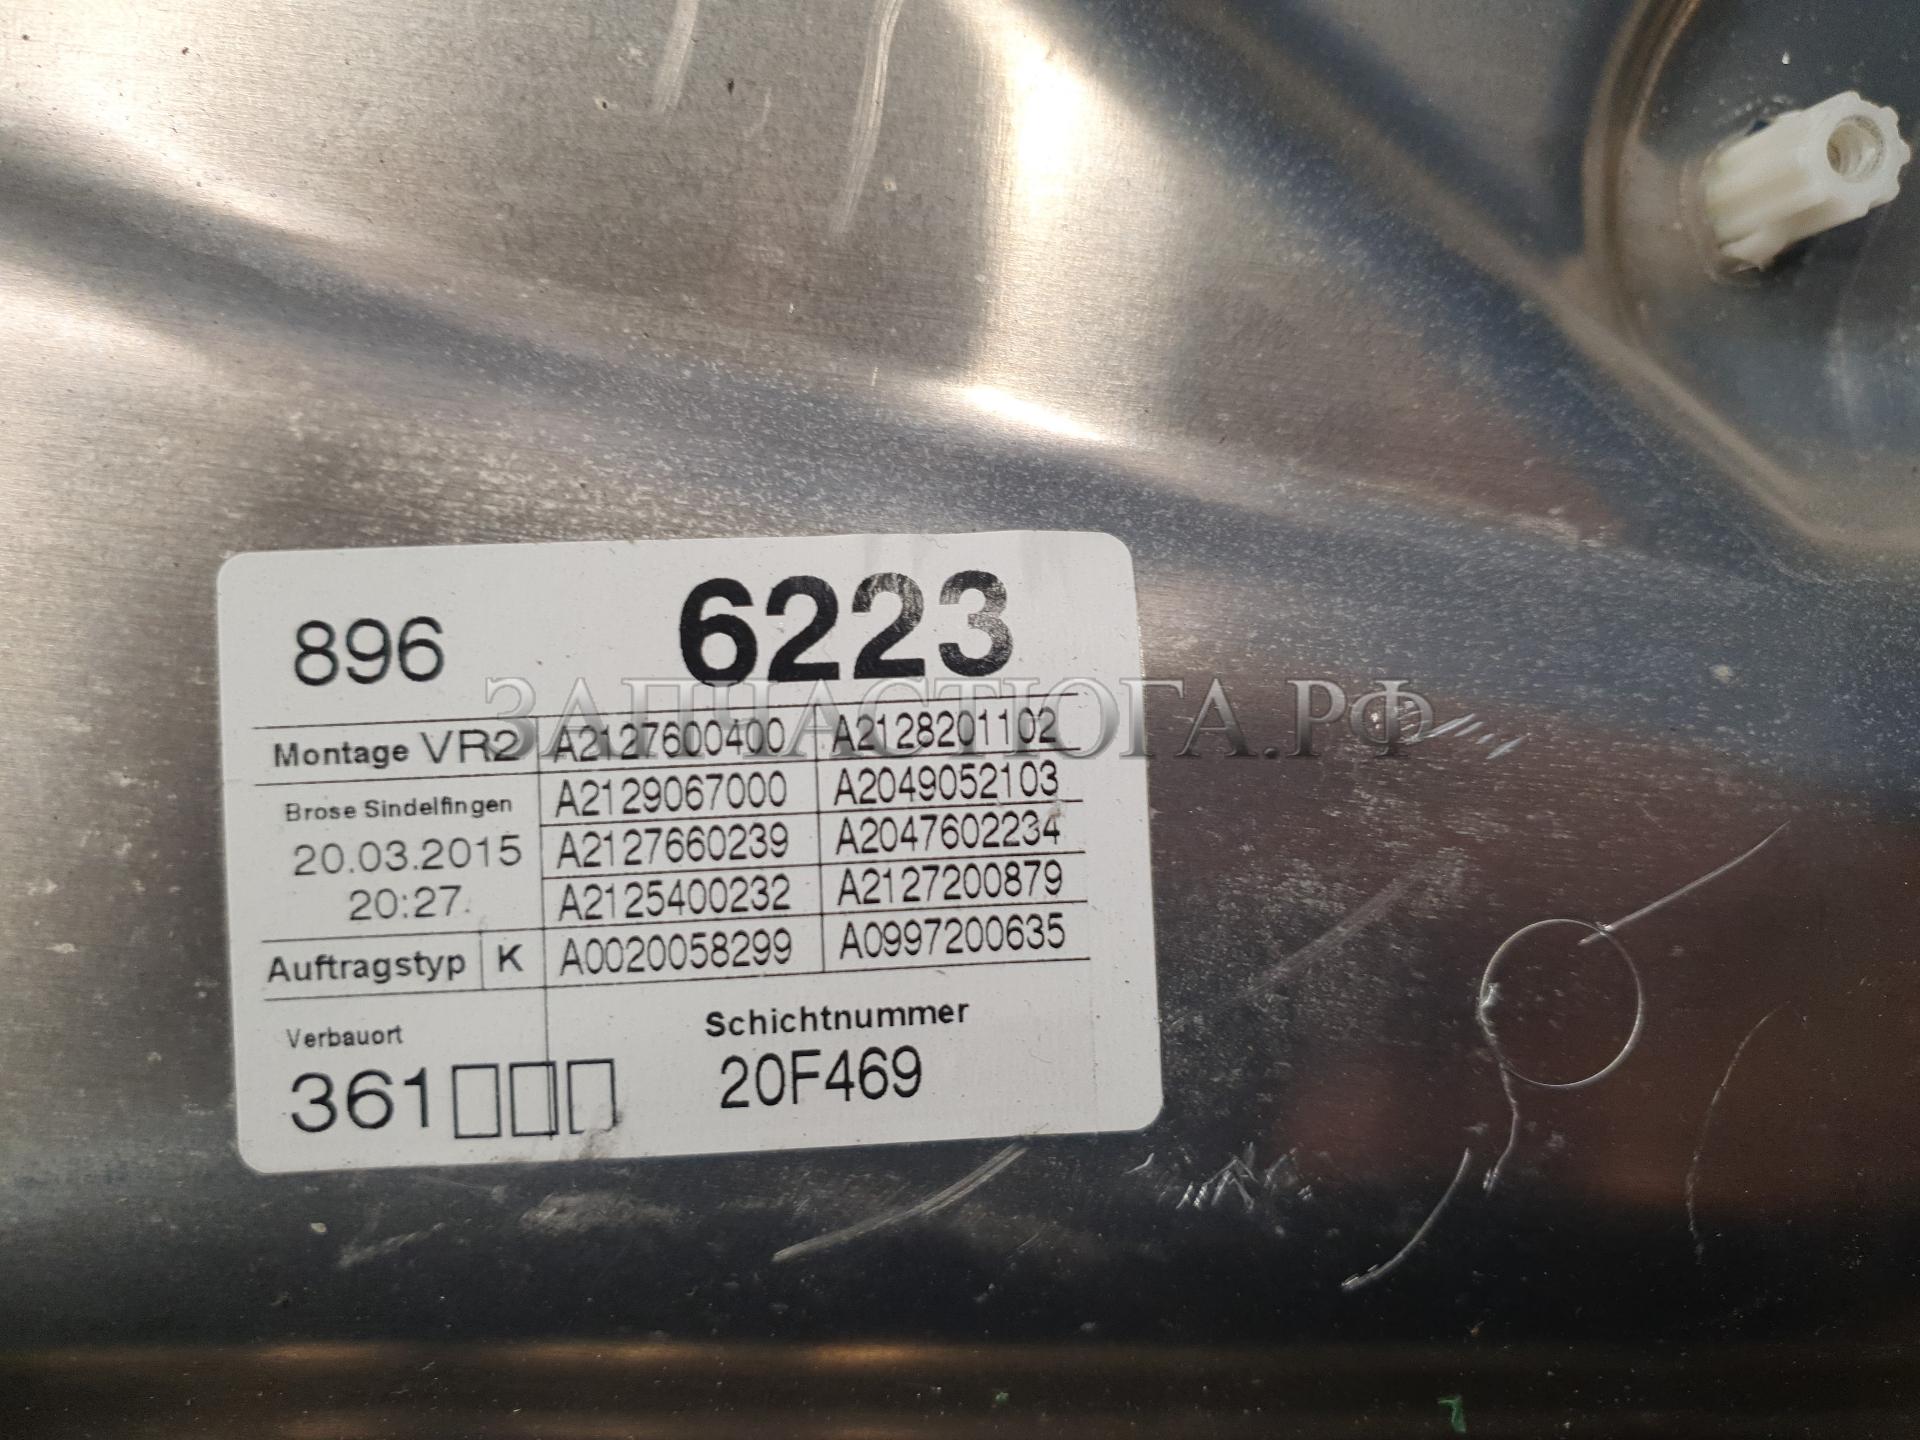 896 6223
Montage VR2 A2127600400 A2128201102
Brose Sindelfingen A2129067000 A2049052103
20.03.2015 A2127660239 A2047602234
20:27. A2125400232 A2127200879
Auftragstyp K A0020058299 A0997200635
Verbauort Schichtnummer
361 20F469
ЗАПЧАСТЮГА.РФ